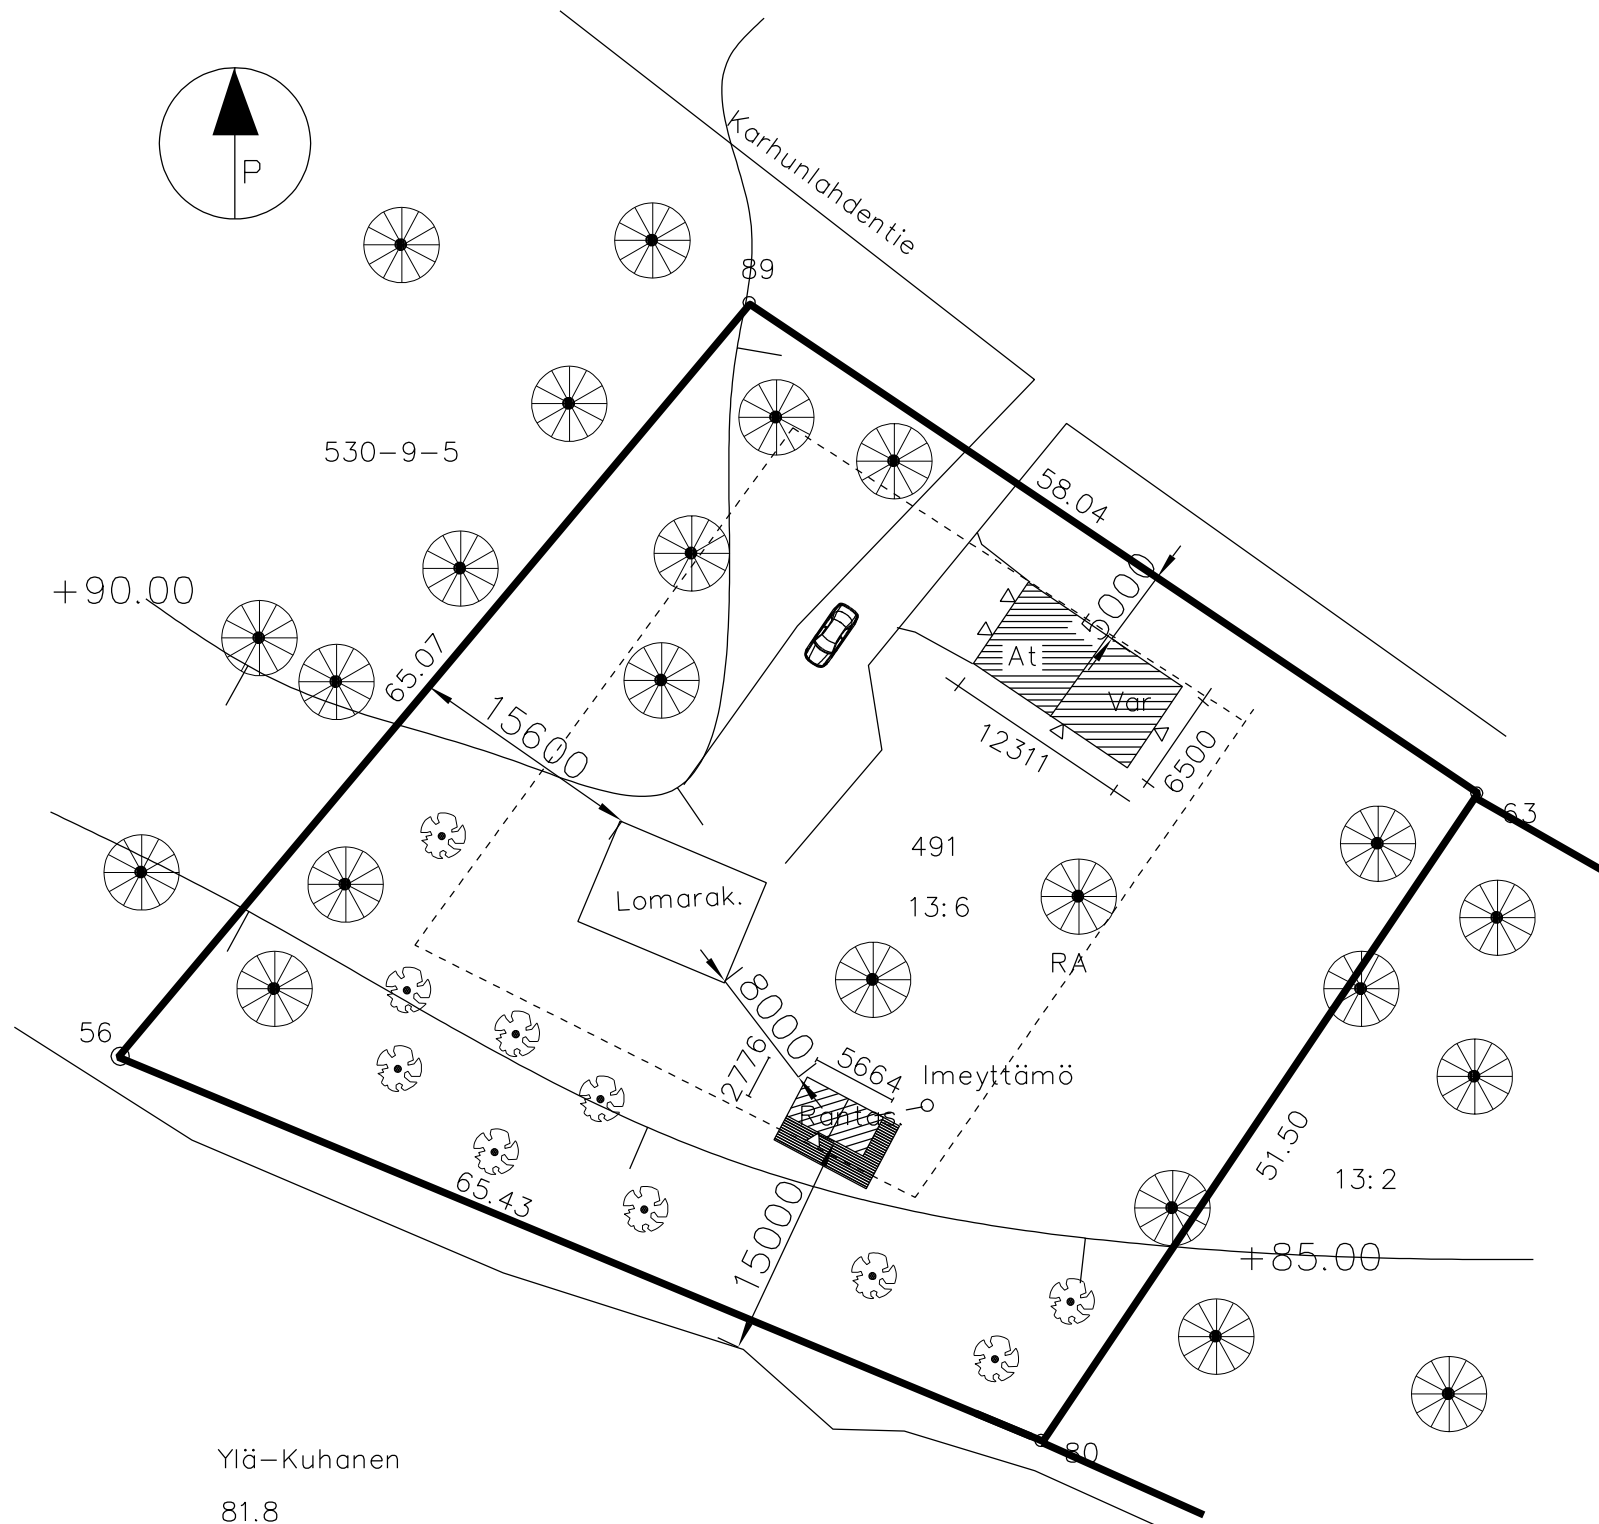 P
Karhunlahdentie
89
530-9-5
58.04
+90.00
5000
65.07
At
Var
15600
12311
6500
63
491
Lomarak.
13:6
RA
56
8000
2776
5664
Imeyttämö
Rantas
51.50
13:2
65.43
15000
+85.00
80
Ylä-Kuhanen
81.8